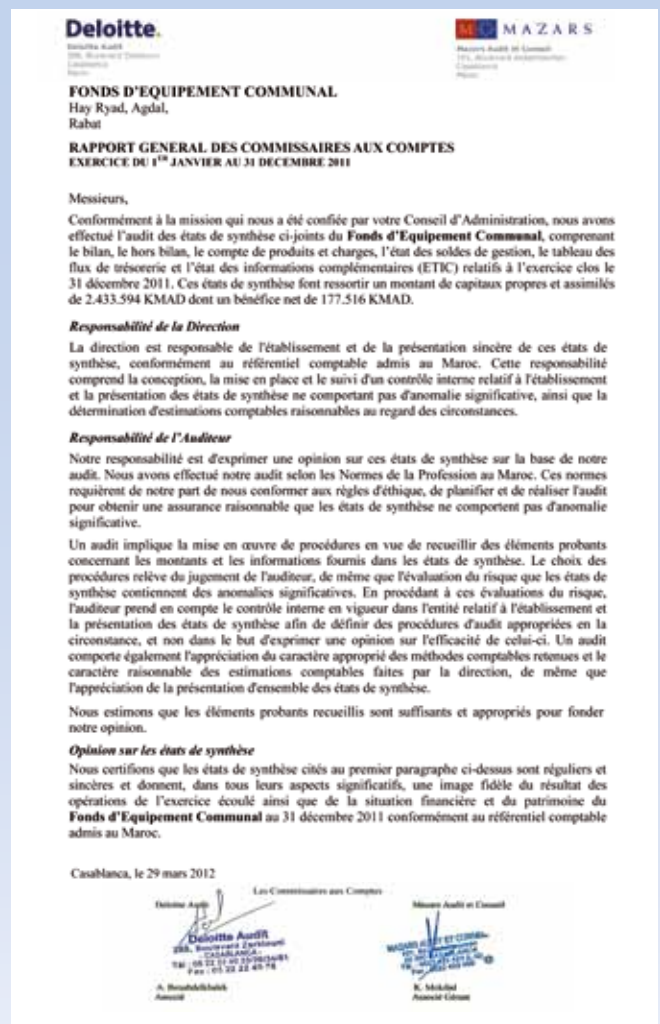 Deloitte.
MAZARS
Deloitte Audit
288, Boulevard Zerktouni
Casablanca
Maroc
Mazars Audit et Conseil
101, Boulevard Abdelmoumen
Casablanca
Maroc
FONDS D'EQUIPEMENT COMMUNAL
Hay Ryad, Agdal,
Rabat
RAPPORT GENERAL DES COMMISSAIRES AUX COMPTES
EXERCICE DU 1ER JANVIER AU 31 DECEMBRE 2011
Messieurs,
Conformément à la mission qui nous a été confiée par votre Conseil d'Administration, nous avons
effectué l'audit des états de synthèse ci-joints du Fonds d'Equipement Communal, comprenant
le bilan, le hors bilan, le compte de produits et charges, l'état des soldes de gestion, le tableau des
flux de trésorerie et l'état des informations complémentaires (ETIC) relatifs à l'exercice clos le
31 décembre 2011. Ces états de synthèse font ressortir un montant de capitaux propres et assimilés
de 2.433.594 KMAD dont un bénéfice net de 177.516 KMAD.
Responsabilité de la Direction
La direction est responsable de l'établissement et de la présentation sincère de ces états de
synthèse, conformément au référentiel comptable admis au Maroc. Cette responsabilité
comprend la conception, la mise en place et le suivi d'un contrôle interne relatif à l'établissement
et la présentation des états de synthèse ne comportant pas d'anomalie significative, ainsi que la
détermination d'estimations comptables raisonnables au regard des circonstances.
Responsabilité de l'Auditeur
Notre responsabilité est d'exprimer une opinion sur ces états de synthèse sur la base de notre
audit. Nous avons effectué notre audit selon les Normes de la Profession au Maroc. Ces normes
requièrent de notre part de nous conformer aux règles d'éthique, de planifier et de réaliser l'audit
pour obtenir une assurance raisonnable que les états de synthèse ne comportent pas d'anomalie
significative.
Un audit implique la mise en œuvre de procédures en vue de recueillir des éléments probants
concernant les montants et les informations fournis dans les états de synthèse. Le choix des
procédures relève du jugement de l'auditeur, de même que l'évaluation du risque que les états de
synthèse contiennent des anomalies significatives. En procédant à ces évaluations du risque,
l'auditeur prend en compte le contrôle interne en vigueur dans l'entité relatif à l'établissement et
la présentation des états de synthèse afin de définir des procédures d'audit appropriées en la
circonstance, et non dans le but d'exprimer une opinion sur l'efficacité de celui-ci. Un audit
comporte également l'appréciation du caractère approprié des méthodes comptables retenues et le
caractère raisonnable des estimations comptables faites par la direction, de même que
l'appréciation de la présentation d'ensemble des états de synthèse.
Nous estimons que les éléments probants recueillis sont suffisants et appropriés pour fonder
notre opinion.
Opinion sur les états de synthèse
Nous certifions que les états de synthèse cités au premier paragraphe ci-dessus sont réguliers et
sincères et donnent, dans tous leurs aspects significatifs, une image fidèle du résultat des
opérations de l'exercice écoulé ainsi que de la situation financière et du patrimoine du
Fonds d'Equipement Communal au 31 décembre 2011 conformément au référentiel comptable
admis au Maroc.
Casablanca, le 29 mars 2012
Les Commissaires aux Comptes
Deloitte Audit
Mazars Audit et Conseil
Deloitte Audit
288, Boulevard Zerktouni
- CASABLANCA -
MAZARS AUDIT ET CONSEIL
Associé
Associé Gérant